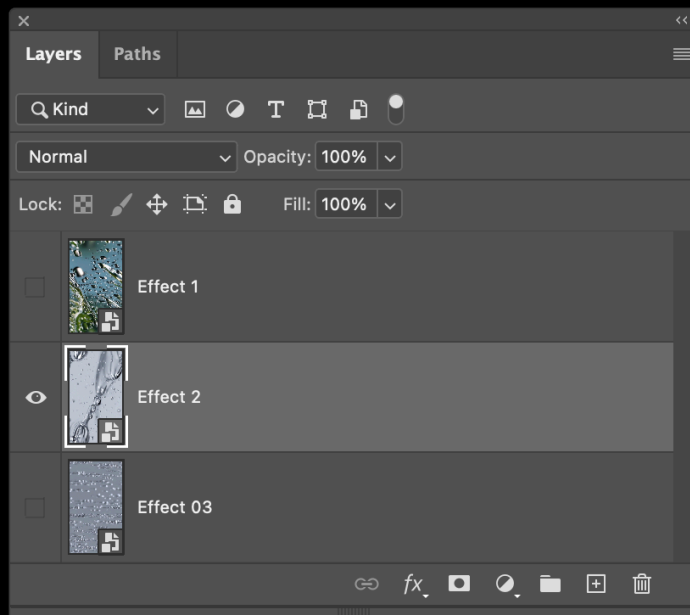 Layers Paths
Kind
Normal Opacity: 100%
Lock: Fill: 100%
Effect 1
Effect 2
Effect 03
fx